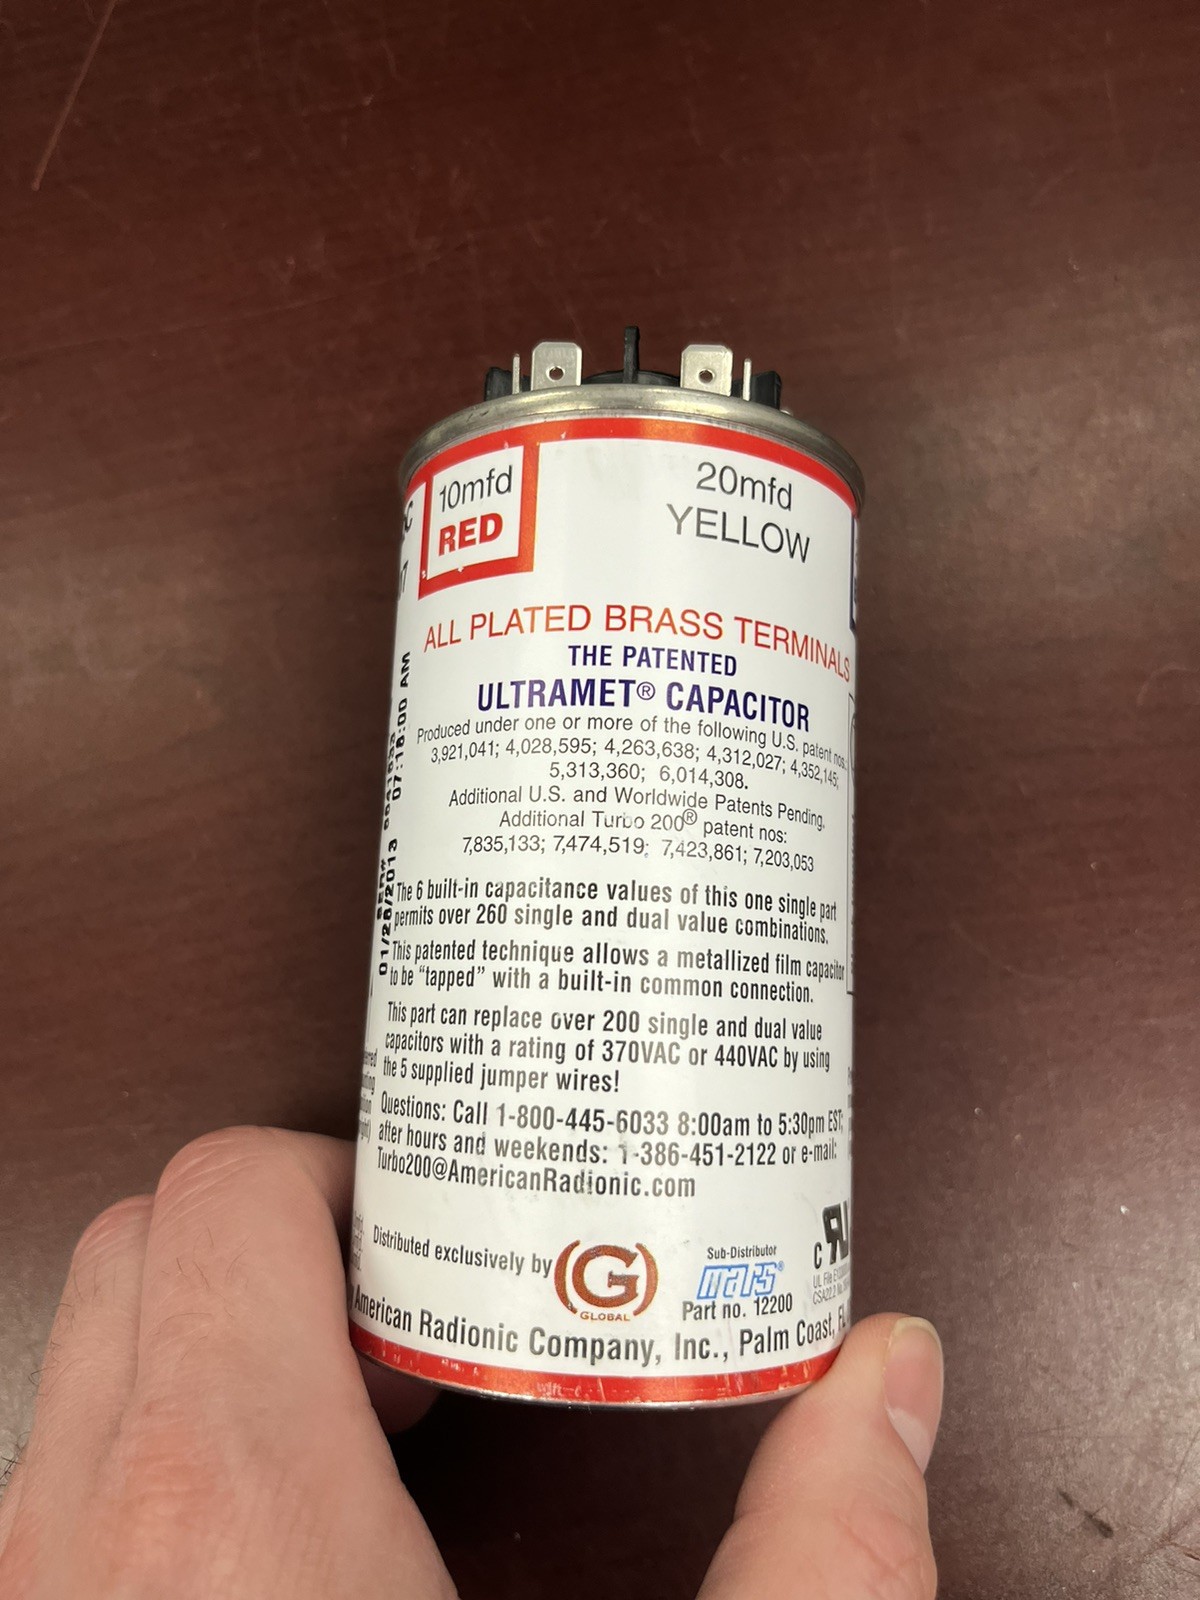 10mfd
RED
20mfd
YELLOW
ALL PLATED BRASS TERMINALS
THE PATENTED
ULTRAMET® CAPACITOR
Produced under one or more of the following U.S. patent nos.
3,921,041; 4,028,595; 4,263,638; 4,312,027; 4,352,145;
5,313,360; 6,014,308.
Additional U.S. and Worldwide Patents Pending.
Additional Turbo 200® patent nos:
7,835,133; 7,474,519; 7,423,861; 7,203,053
The 6 built-in capacitance values of this one single part
permits over 260 single and dual value combinations.
This patented technique allows a metallized film capacitor
to be "tapped" with a built-in common connection.
This part can replace over 200 single and dual value
capacitors with a rating of 370VAC or 440VAC by using
the 5 supplied jumper wires!
Questions: Call 1-800-445-6033 8:00am to 5:30pm EST;
after hours and weekends: 1-386-451-2122 or e-mail:
Turbo200@AmericanRadionic.com
Distributed exclusively by
G
GLOBAL
Sub-Distributor
mars®
Part no. 12200
American Radionic Company, Inc., Palm Coast, FL
SER#
01/28/2013 07:18:00 AM